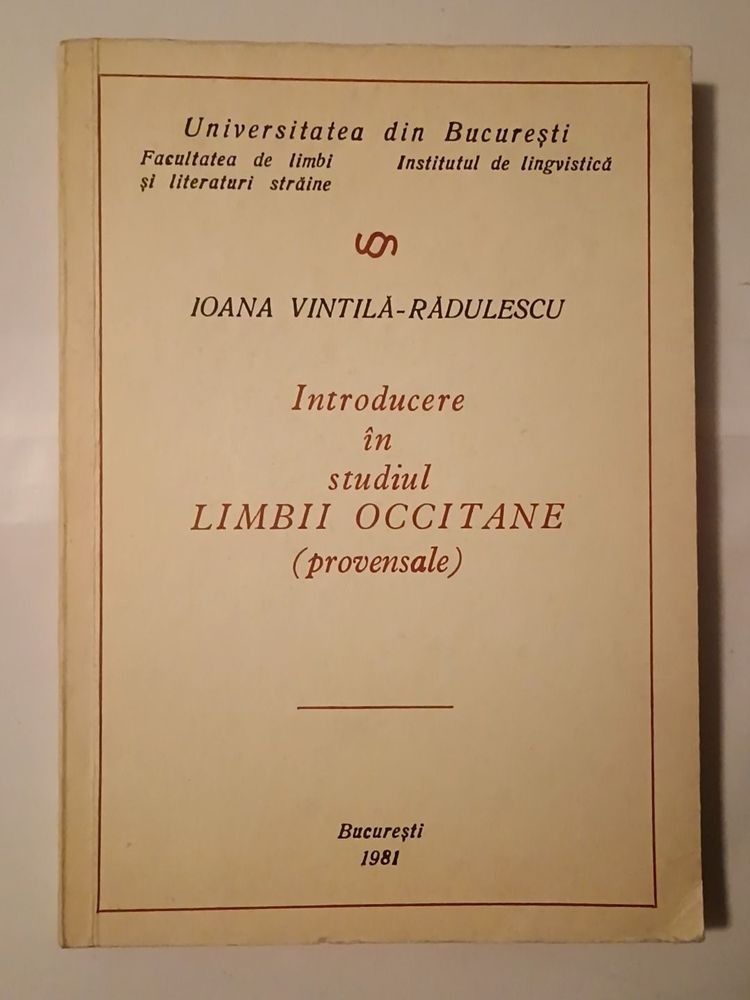 Universitatea din București
Facultatea de limbi
și literaturi străine
Institutul de lingvistică
IOANA VINTILĂ-RĂDULESCU
Introducere
în
studiul
LIMBII OCCITANE
(provensale)
București
1981